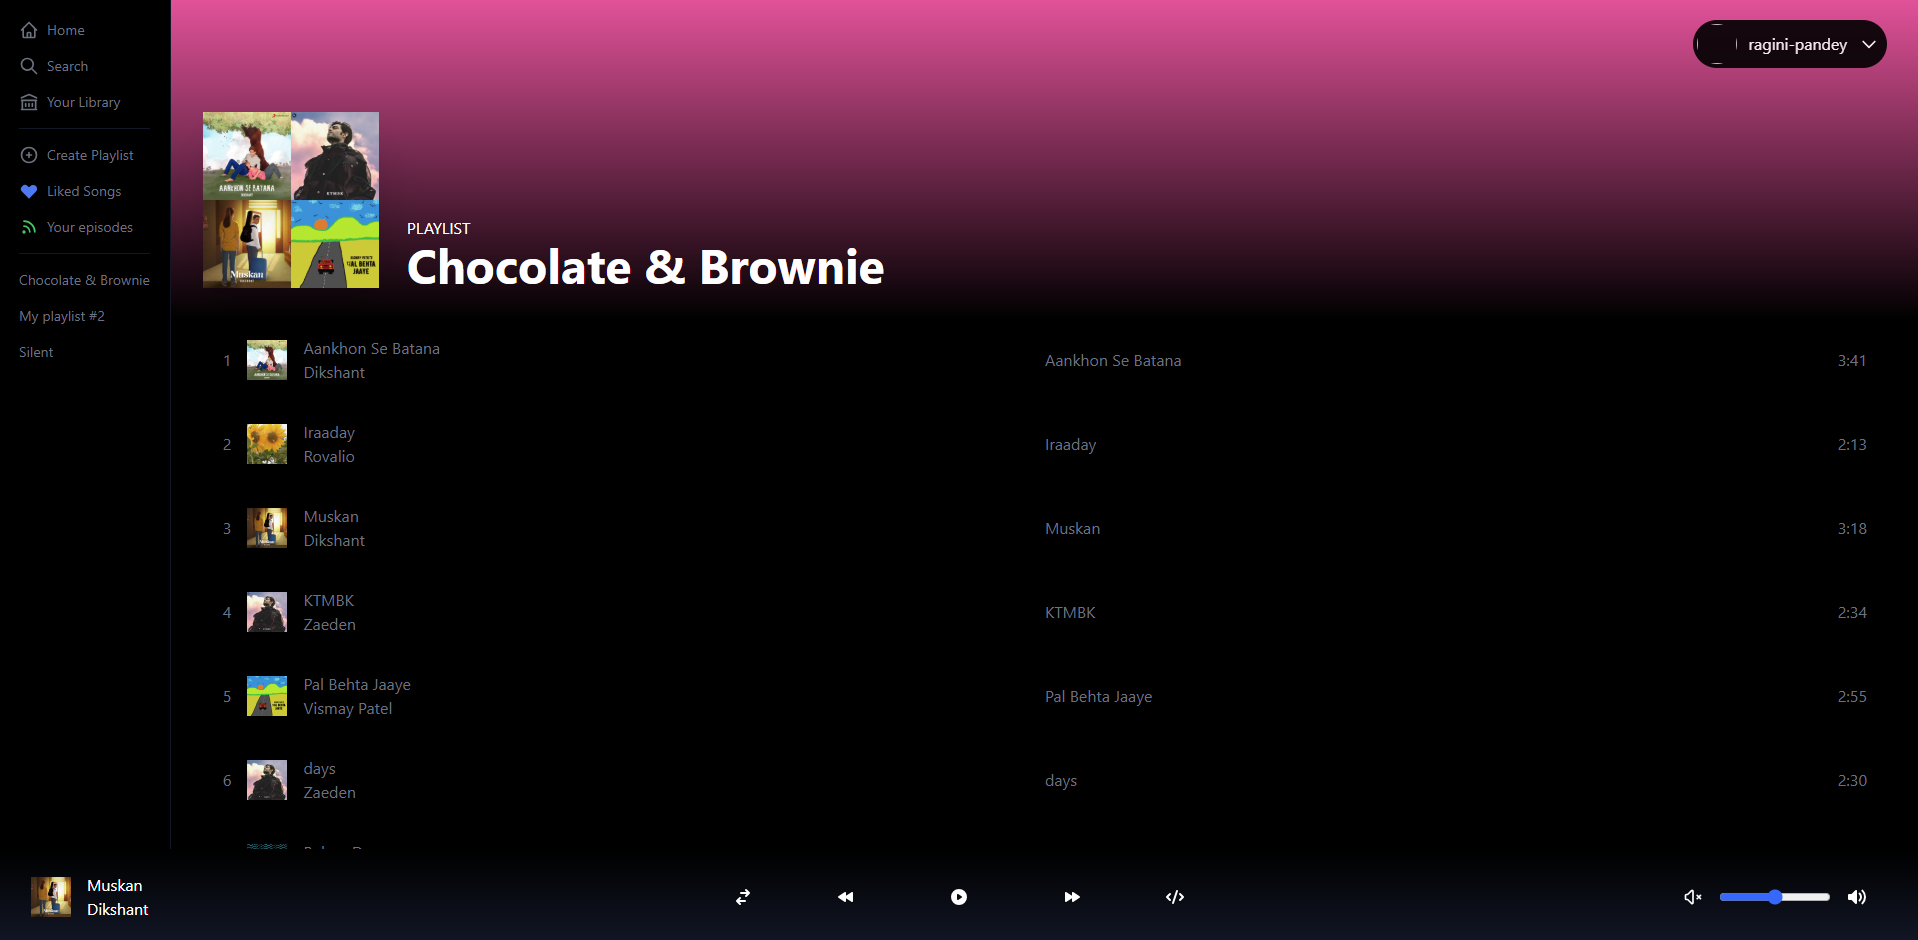 Home
Search
Your Library
Create Playlist
Liked Songs
Your episodes
Chocolate & Brownie
My playlist #2
Silent
ragini-pandey
AANKHON SE BATANA
KTMBK
Muskan
PAL BEHTA
JAAYE
PLAYLIST
Chocolate & Brownie
1
Aankhon Se Batana
Dikshant
Aankhon Se Batana
3:41
2
Iraaday
Rovalio
Iraaday
2:13
3
Muskan
Dikshant
Muskan
3:18
4
KTMBK
Zaeden
KTMBK
2:34
5
Pal Behta Jaaye
Vismay Patel
Pal Behta Jaaye
2:55
6
days
Zaeden
days
2:30
Muskan
Dikshant